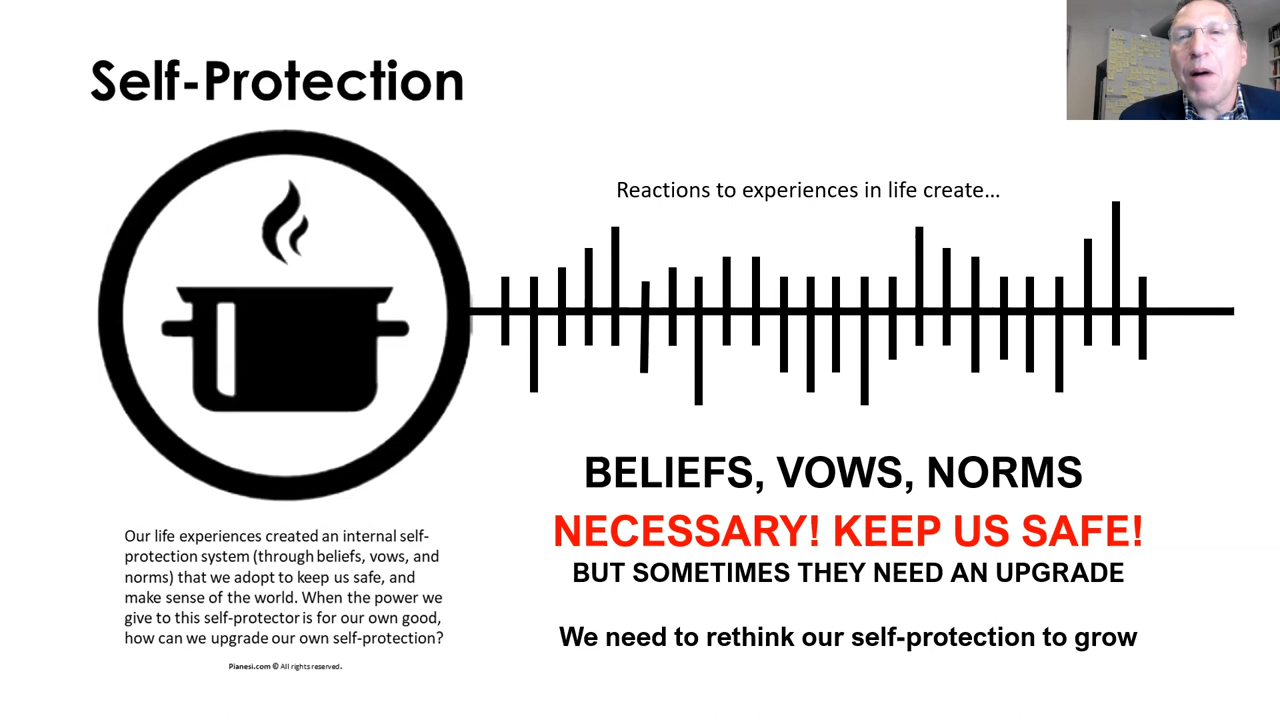 Self-Protection
Reactions to experiences in life create...
BELIEFS, VOWS, NORMS
NECESSARY! KEEP US SAFE!
BUT SOMETIMES THEY NEED AN UPGRADE
We need to rethink our self-protection to grow
Our life experiences created an internal self-
protection system (through beliefs, vows, and
norms) that we adopt to keep us safe, and
make sense of the world. When the power we
give to this self-protector is for our own good,
how can we upgrade our own self-protection?
Pianesi.com © All rights reserved.